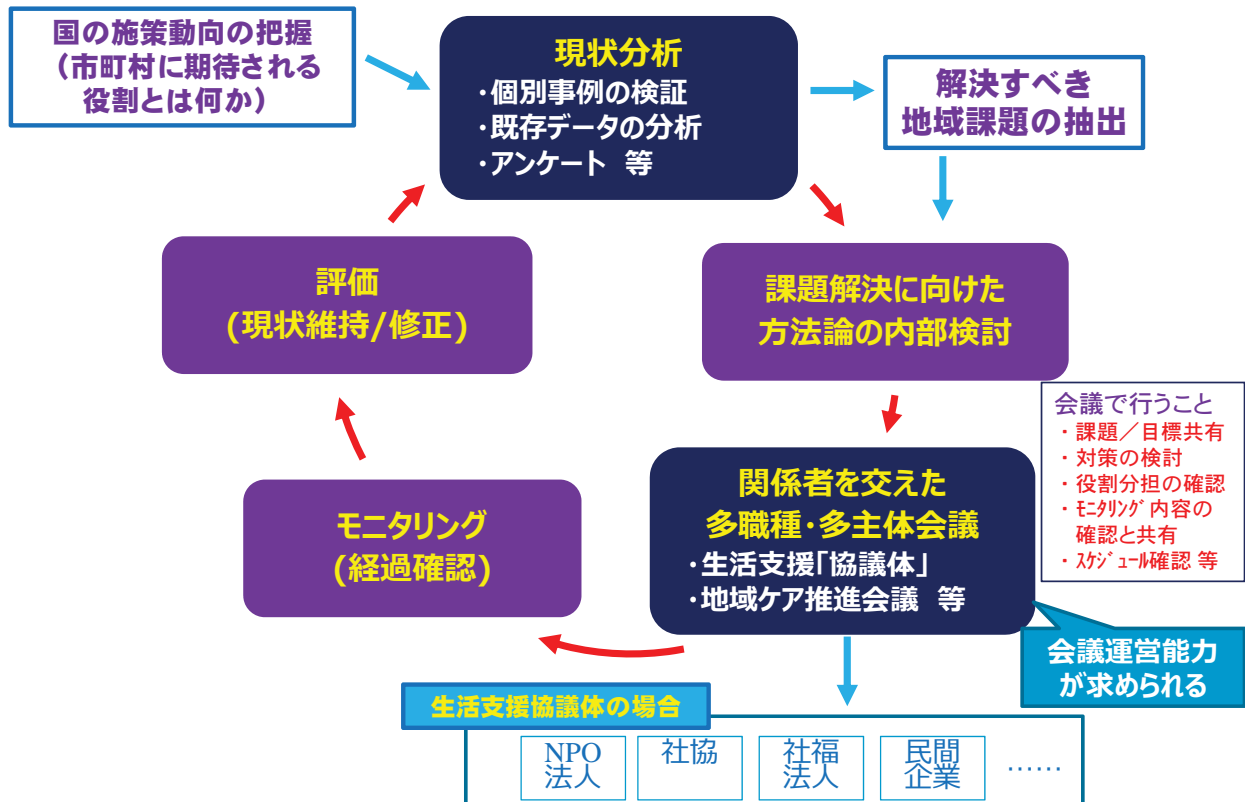 国の施策動向の把握
(市町村に期待される
役割とは何か)
現状分析
・個別事例の検証
・既存データの分析
・アンケート 等
解決すべき
地域課題の抽出
評価
(現状維持/修正)
課題解決に向けた
方法論の内部検討
会議で行うこと
・課題／目標共有
・対策の検討
・役割分担の確認
・ﾓﾆﾀﾘﾝｸﾞ内容の
確認と共有
・ｽｹｼﾞｭｰﾙ確認 等
関係者を交えた
多職種・多主体会議
・生活支援「協議体」
・地域ケア推進会議 等
モニタリング
(経過確認)
会議運営能力
が求められる
生活支援協議体の場合
NPO
法人
社協
社福
法人
民間
企業
……